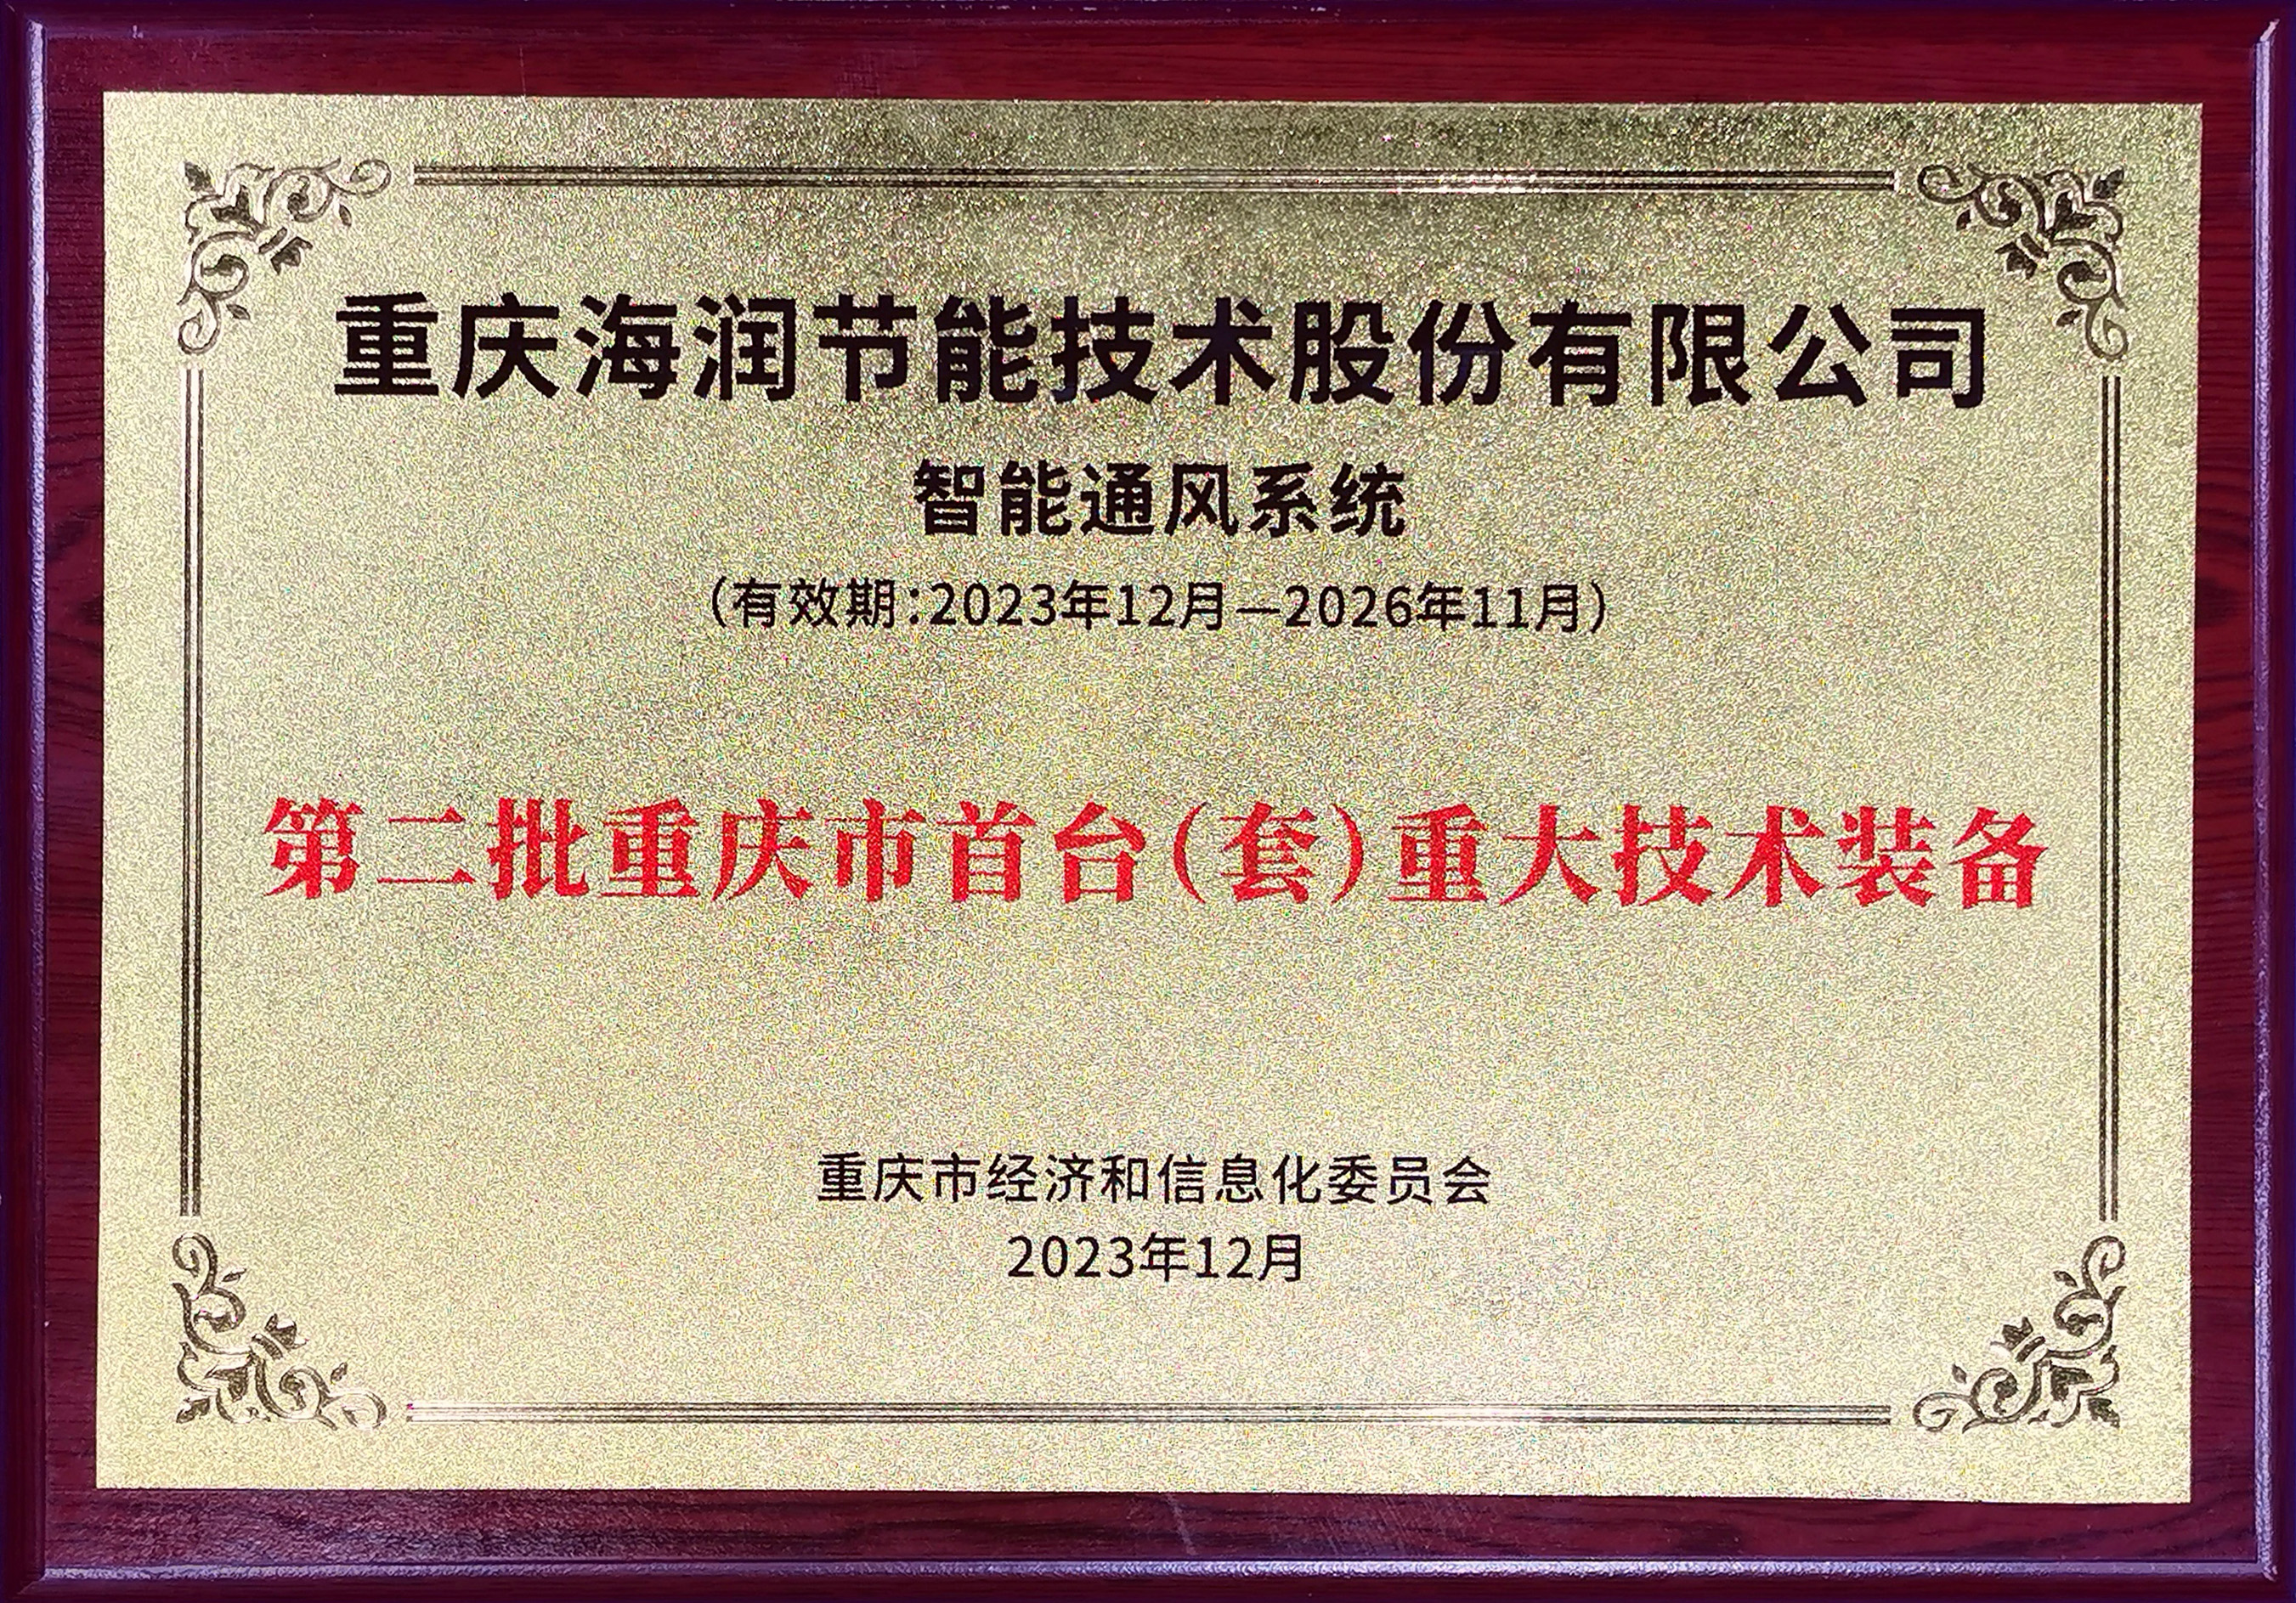 重庆海润节能技术股份有限公司
智能通风系统
（有效期:2023年12月—2026年11月）
第二批重庆市首台（套）重大技术装备
重庆市经济和信息化委员会
2023年12月